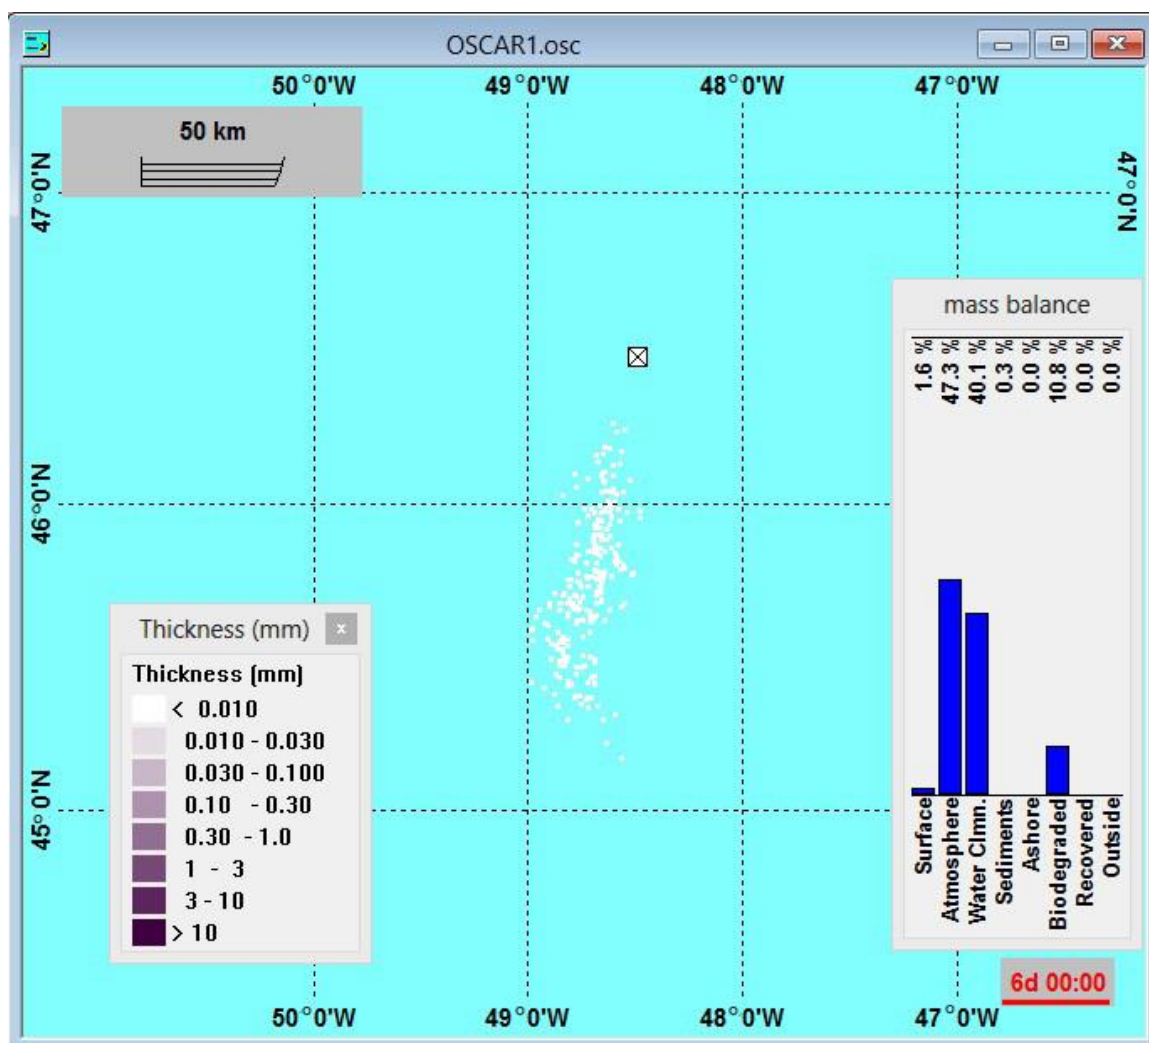 OSCAR1.osc
50°0'W 49°0'W 48°0'W 47°0'W
50 km
47°0'N
47°0'N
46°0'N
45°0'N
mass balance
1.6 %
47.3 %
40.1 %
0.3 %
0.0 %
10.8 %
0.0 %
0.0 %
Surface
Atmosphere
Water Clmn.
Sediments
Ashore
Biodegraded
Recovered
Outside
Thickness (mm) x
Thickness (mm)
< 0.010
0.010 - 0.030
0.030 - 0.100
0.10 - 0.30
0.30 - 1.0
1 - 3
3 - 10
> 10
6d 00:00
50°0'W 49°0'W 48°0'W 47°0'W